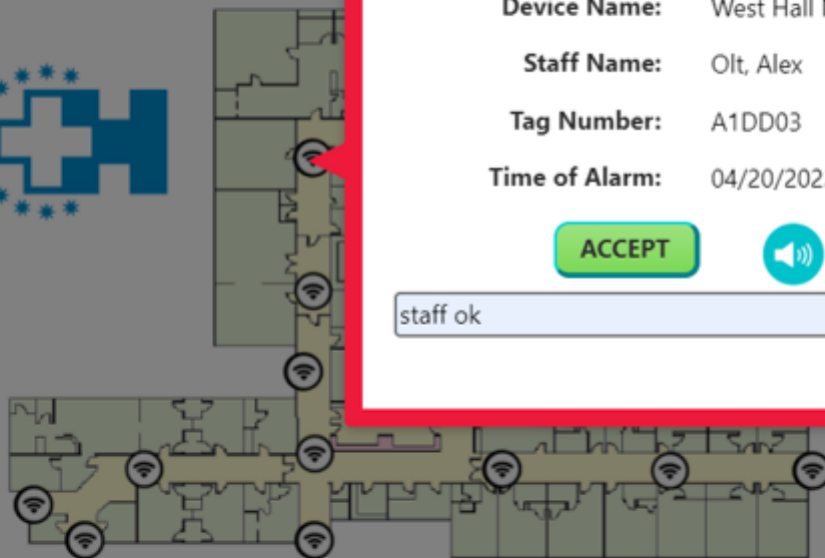 Device Name: West Hall
Staff Name: Olt, Alex
Tag Number: A1DD03
Time of Alarm: 04/20/202
ACCEPT
staff ok